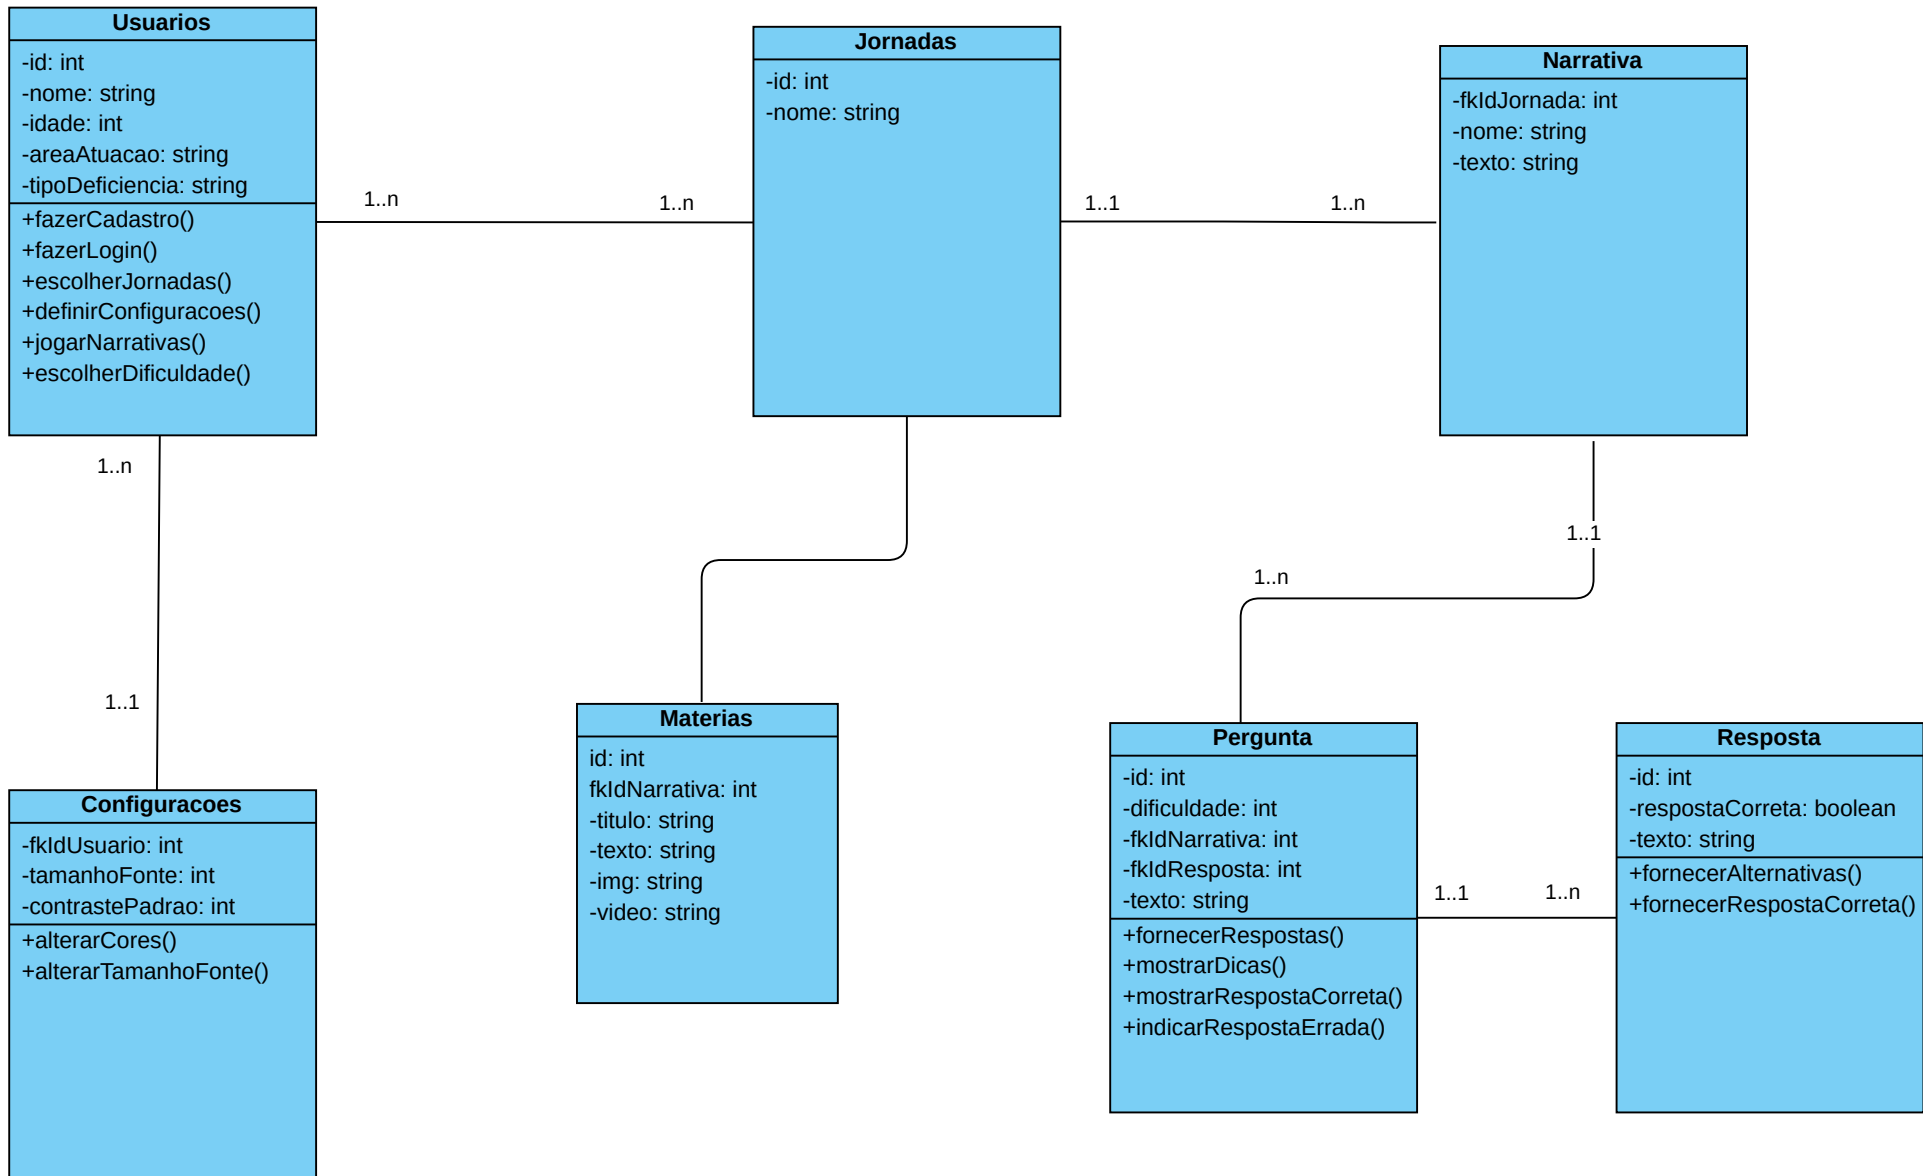 Usuarios
-id: int
-nome: string
-idade: int
-areaAtuacao: string
-tipoDeficiencia: string
+fazerCadastro()
+fazerLogin()
+escolherJornadas()
+definirConfiguracoes()
+jogarNarrativas()
+escolherDificuldade()
1..n
1..n
Jornadas
-id: int
-nome: string
1..1
1..n
Narrativa
-fkIdJornada: int
-nome: string
-texto: string
1..n
1..1
Configuracoes
-fkIdUsuario: int
-tamanhoFonte: int
-contrastePadrao: int
+alterarCores()
+alterarTamanhoFonte()
Materias
id: int
fkIdNarrativa: int
-titulo: string
-texto: string
-img: string
-video: string
1..1
1..n
Pergunta
-id: int
-dificuldade: int
-fkIdNarrativa: int
-fkIdResposta: int
-texto: string
+fornecerRespostas()
+mostrarDicas()
+mostrarRespostaCorreta()
+indicarRespostaErrada()
1..1
1..n
Resposta
-id: int
-respostaCorreta: boolean
-texto: string
+fornecerAlternativas()
+fornecerRespostaCorreta()